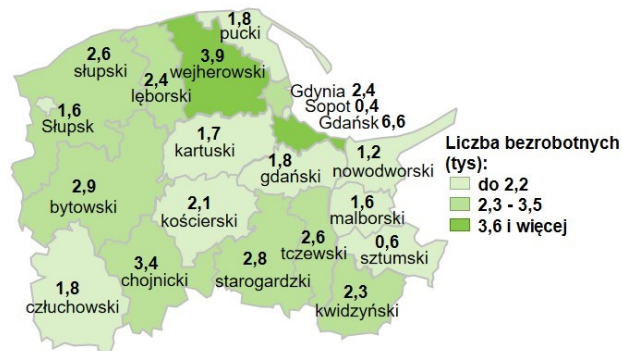 1,8
pucki
2,6
słupski
3,9
wejherowski
2,4
lęborski
Gdynia 2,4
Sopot 0,4
Gdańsk 6,6
1,6
Słupsk
1,7
kartuski
1,8
gdański
1,2
nowodworski
2,9
bytowski
2,1
kościerski
1,6
malborski
2,6
tczewski
0,6
sztumski
3,4
chojnicki
2,8
starogardzki
1,8
człuchowski
2,3
kwidzyński
Liczba bezrobotnych
(tys):
do 2,2
2,3 - 3,5
3,6 i więcej